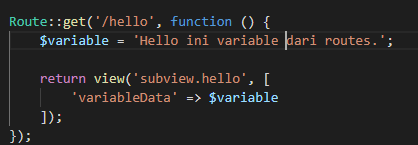 Route::get('/hello', function () {
    $variable = 'Hello ini variable dari routes.';
    return view('subview.hello', [
        'variableData' => $variable
    ]);
});